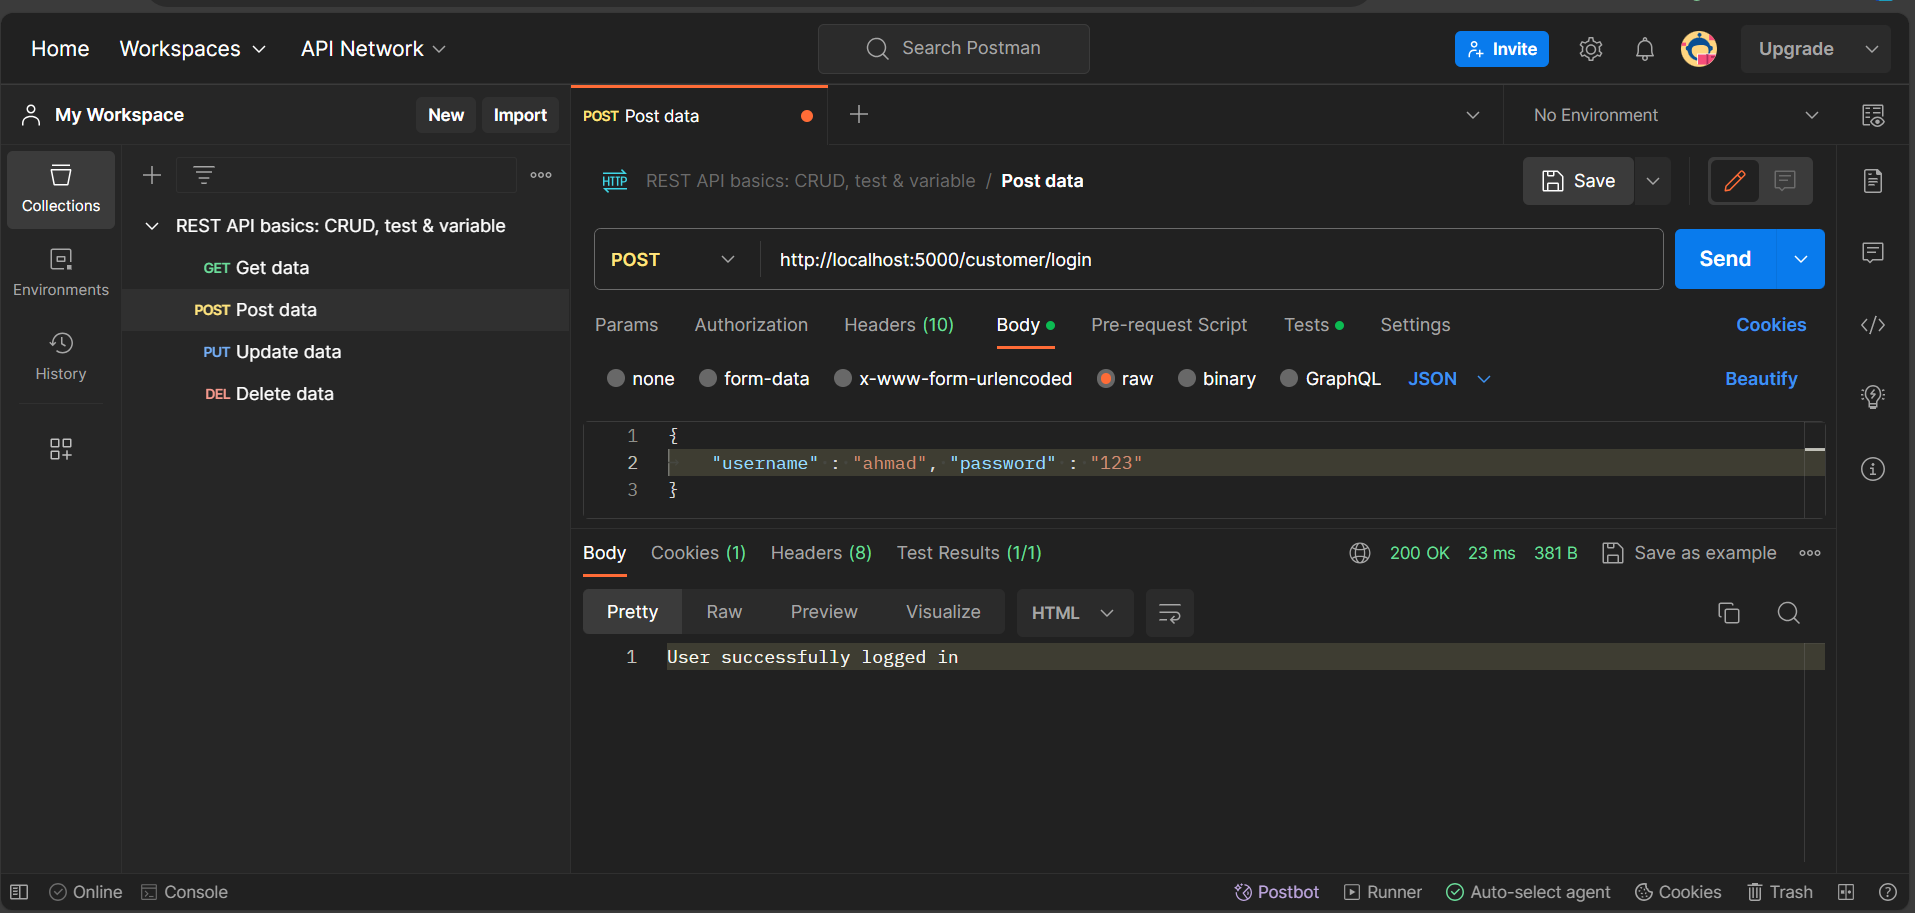 Home Workspaces API Network Search Postman Invite Upgrade
My Workspace New Import POST Post data No Environment
Collections
Environments
History
REST API basics: CRUD, test & variable
GET Get data
POST Post data
PUT Update data
DEL Delete data
HTTP REST API basics: CRUD, test & variable / Post data Save
POST http://localhost:5000/customer/login Send
Params Authorization Headers (10) Body Pre-request Script Tests Settings Cookies
none form-data x-www-form-urlencoded raw binary GraphQL JSON Beautify
1 {
2 "username" : "ahmad", "password" : "123"
3 }
Body Cookies (1) Headers (8) Test Results (1/1) 200 OK 23 ms 381 B Save as example
Pretty Raw Preview Visualize HTML
1 User successfully logged in
Online Console Postbot Runner Auto-select agent Cookies Trash